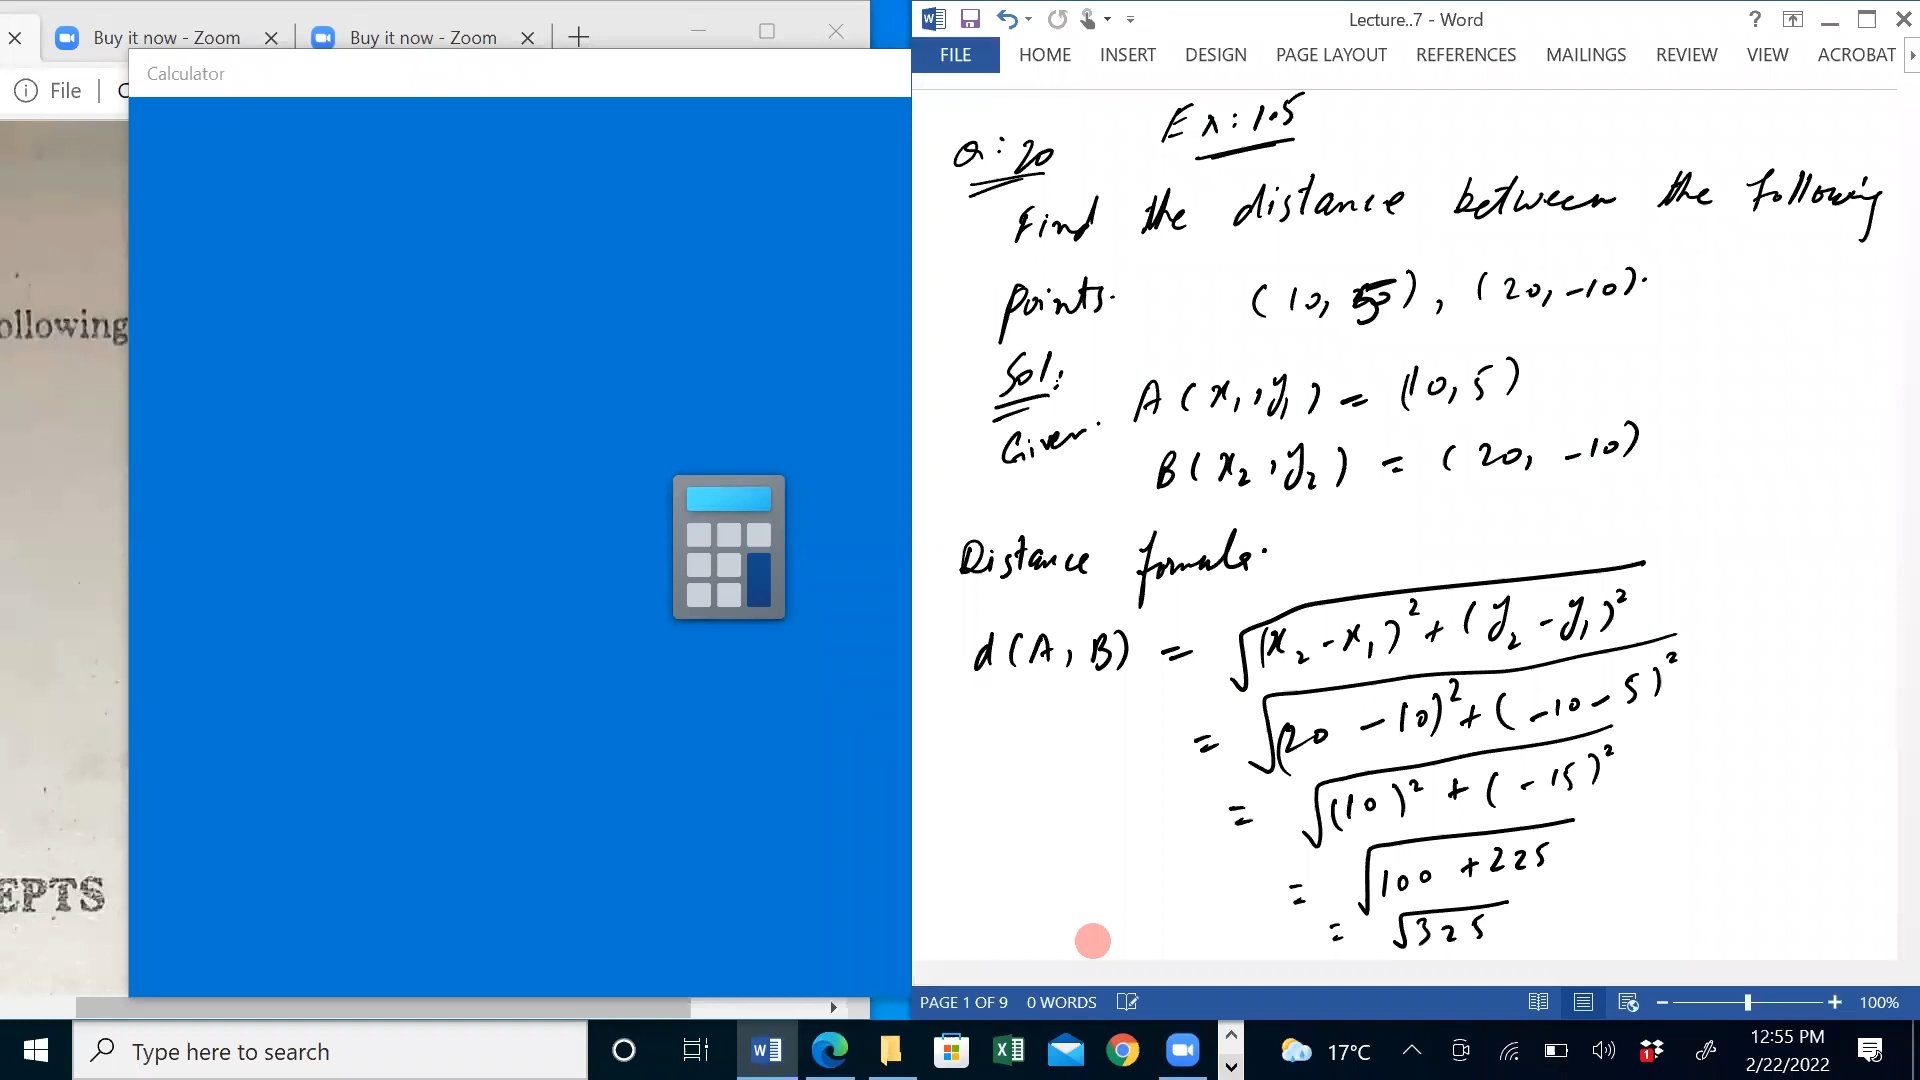 Buy it now - Zoom
Buy it now - Zoom
File
Calculator
ollowing
EPTS
Lecture..7 - Word
FILE HOME INSERT DESIGN PAGE LAYOUT REFERENCES MAILINGS REVIEW VIEW ACROBAT
Ex: 1.5
Q: 20
Find the distance between the following
points. (10, 5), (20, -10).
Sol:
Given. A(x₁, y₁) = (10, 5)
B(x₂, y₂) = (20, -10)
Distance formula.
d(A, B) = √(x₂ - x₁)² + (y₂ - y₁)²
= √(20 - 10)² + (-10 - 5)²
= √(10)² + (-15)²
= √100 + 225
= √325
PAGE 1 OF 9 0 WORDS 100%
Type here to search
17°C
1
12:55 PM
2/22/2022